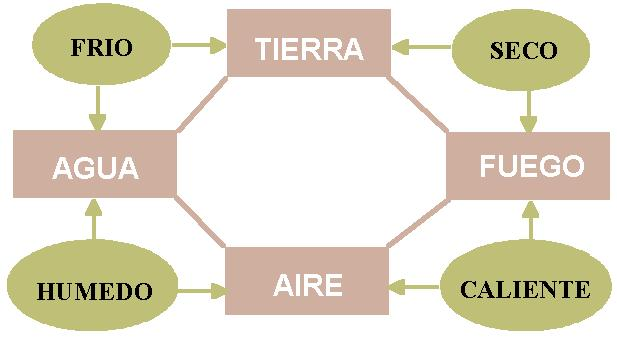 FRIO
TIERRA
SECO
AGUA
FUEGO
HUMEDO
AIRE
CALIENTE